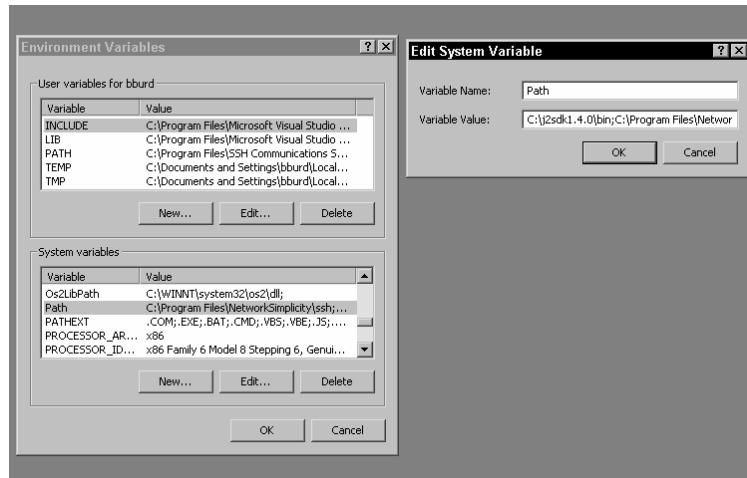 Environment Variables
User variables for bburd
Variable Value
INCLUDE C:\Program Files\Microsoft Visual Studio ...
LIB C:\Program Files\Microsoft Visual Studio ...
PATH C:\Program Files\SSH Communications S...
TEMP C:\Documents and Settings\bburd\Local...
TMP C:\Documents and Settings\bburd\Local...
New... Edit... Delete
System variables
Variable Value
Os2LibPath C:\WINNT\system32\os2\dll;
Path C:\Program Files\NetworkSimplicity\ssh;...
PATHEXT .COM;.EXE;.BAT;.CMD;.VBS;.VBE;.JS;....
PROCESSOR_AR... x86
PROCESSOR_ID... x86 Family 6 Model 8 Stepping 6, Genui...
New... Edit... Delete
OK Cancel
Edit System Variable
Variable Name: Path
Variable Value: C:\j2sdk1.4.0\bin;C:\Program Files\Networ
OK Cancel